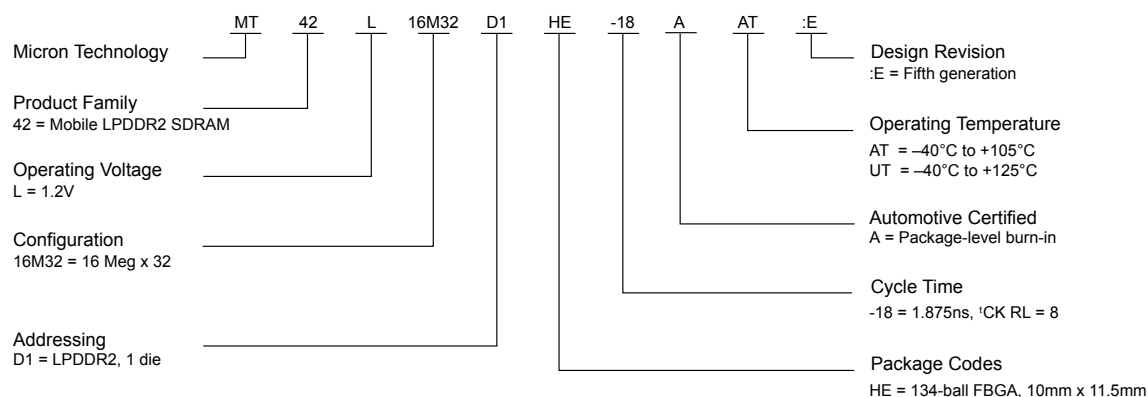 MT 42 L 16M32 D1 HE -18 A AT :E
Micron Technology
Product Family
42 = Mobile LPDDR2 SDRAM
Operating Voltage
L = 1.2V
Configuration
16M32 = 16 Meg x 32
Addressing
D1 = LPDDR2, 1 die
Design Revision
:E = Fifth generation
Operating Temperature
AT = –40°C to +105°C
UT = –40°C to +125°C
Automotive Certified
A = Package-level burn-in
Cycle Time
-18 = 1.875ns, ᵗCK RL = 8
Package Codes
HE = 134-ball FBGA, 10mm x 11.5mm